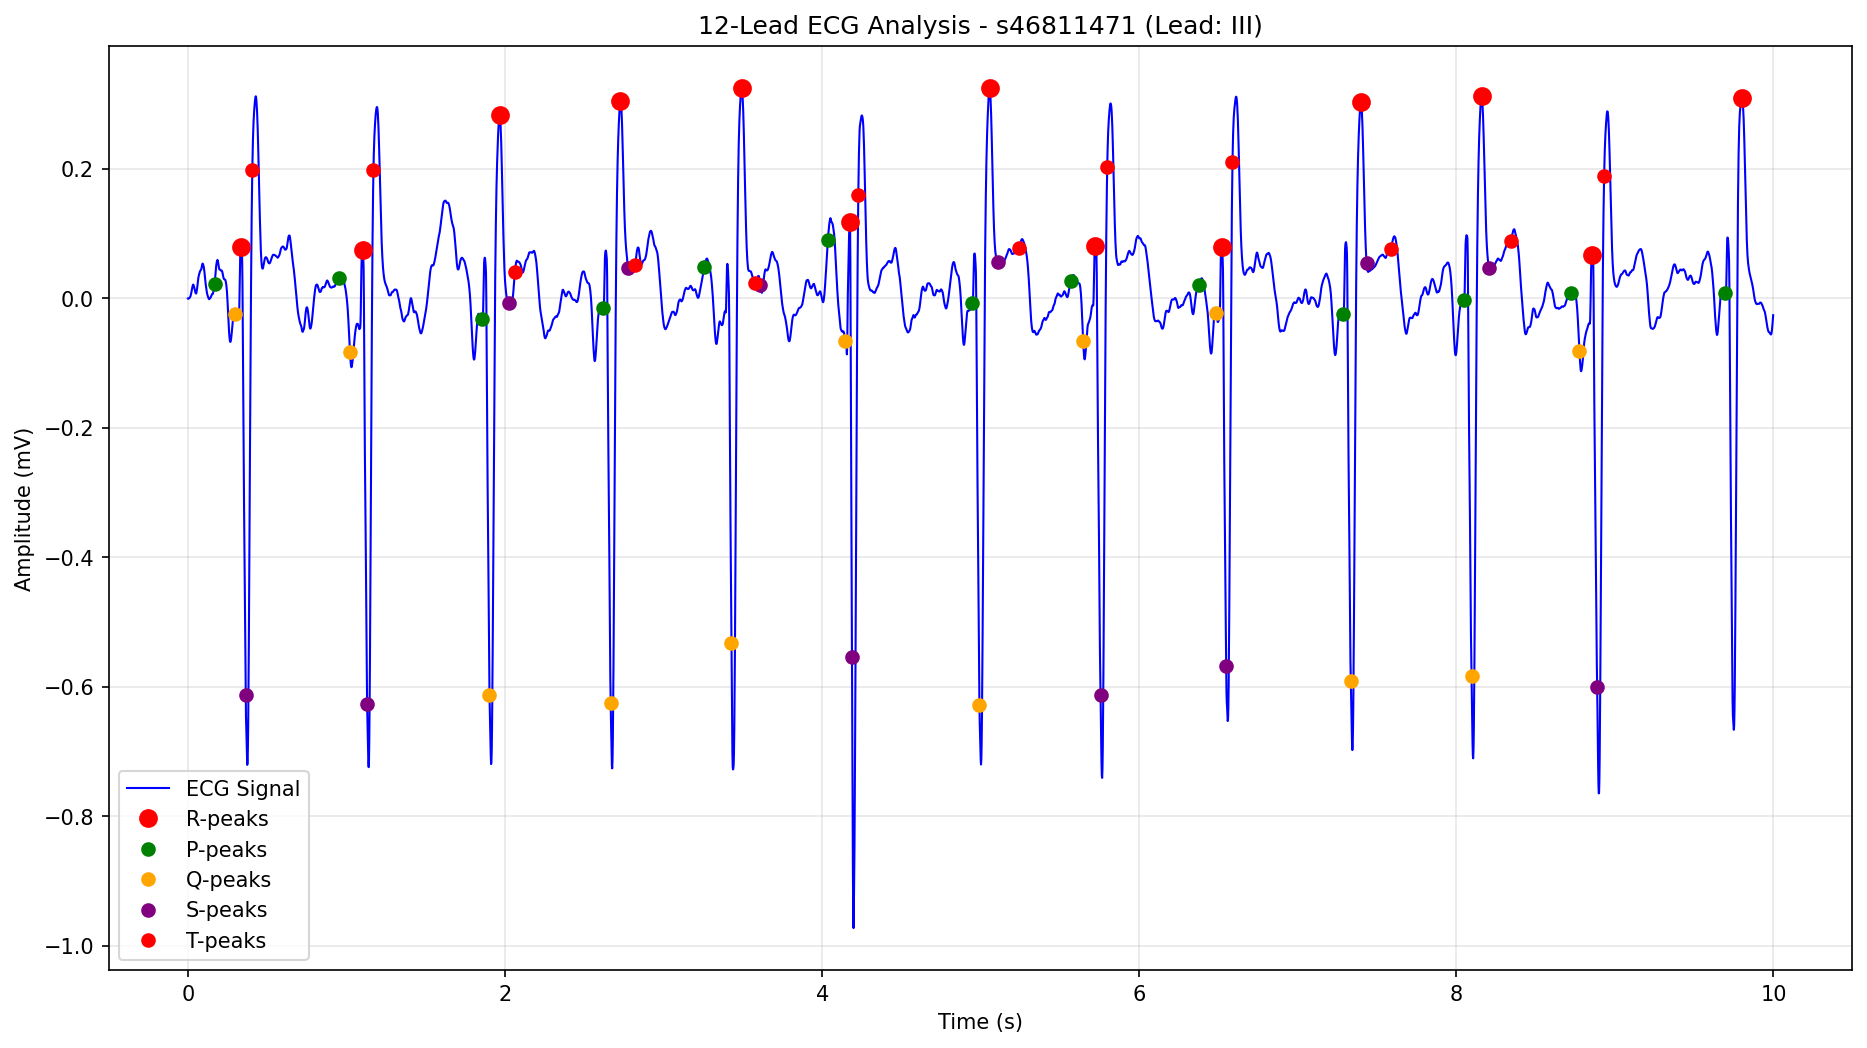 12-Lead ECG Analysis - s46811471 (Lead: III)
Amplitude (mV)
0.2
0.0
−0.2
−0.4
−0.6
−0.8
−1.0
ECG Signal
R-peaks
P-peaks
Q-peaks
S-peaks
T-peaks
0 2 4 6 8 10
Time (s)